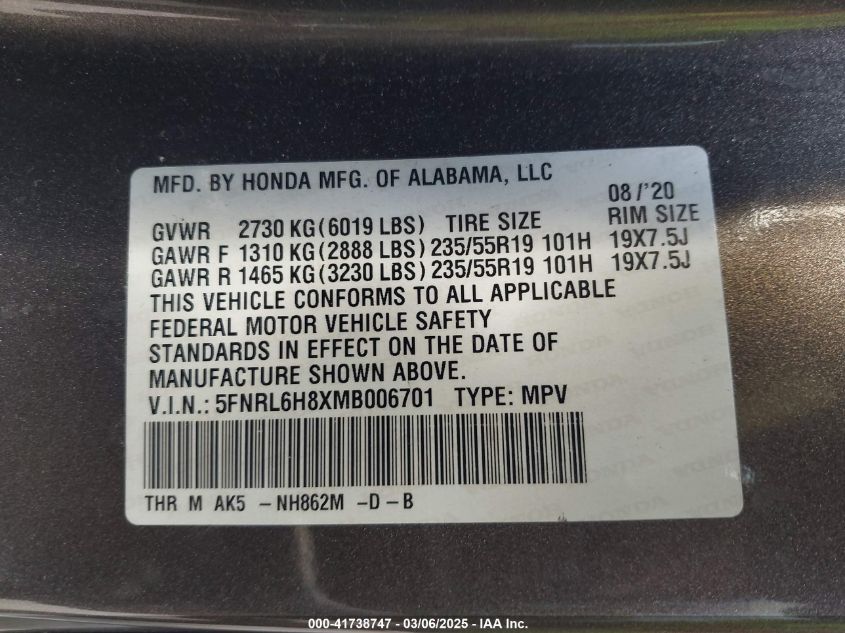 MFD. BY HONDA MFG. OF ALABAMA, LLC
08/'20
GVWR 2730 KG(6019 LBS) TIRE SIZE RIM SIZE
GAWR F 1310 KG(2888 LBS) 235/55R19 101H 19X7.5J
GAWR R 1465 KG(3230 LBS) 235/55R19 101H 19X7.5J
THIS VEHICLE CONFORMS TO ALL APPLICABLE
FEDERAL MOTOR VEHICLE SAFETY
STANDARDS IN EFFECT ON THE DATE OF
MANUFACTURE SHOWN ABOVE.
V.I.N.: 5FNRL6H8XMB006701 TYPE: MPV
THR M AK5 -NH862M -D-B
000-41738747 - 03/06/2025 - IAA Inc.